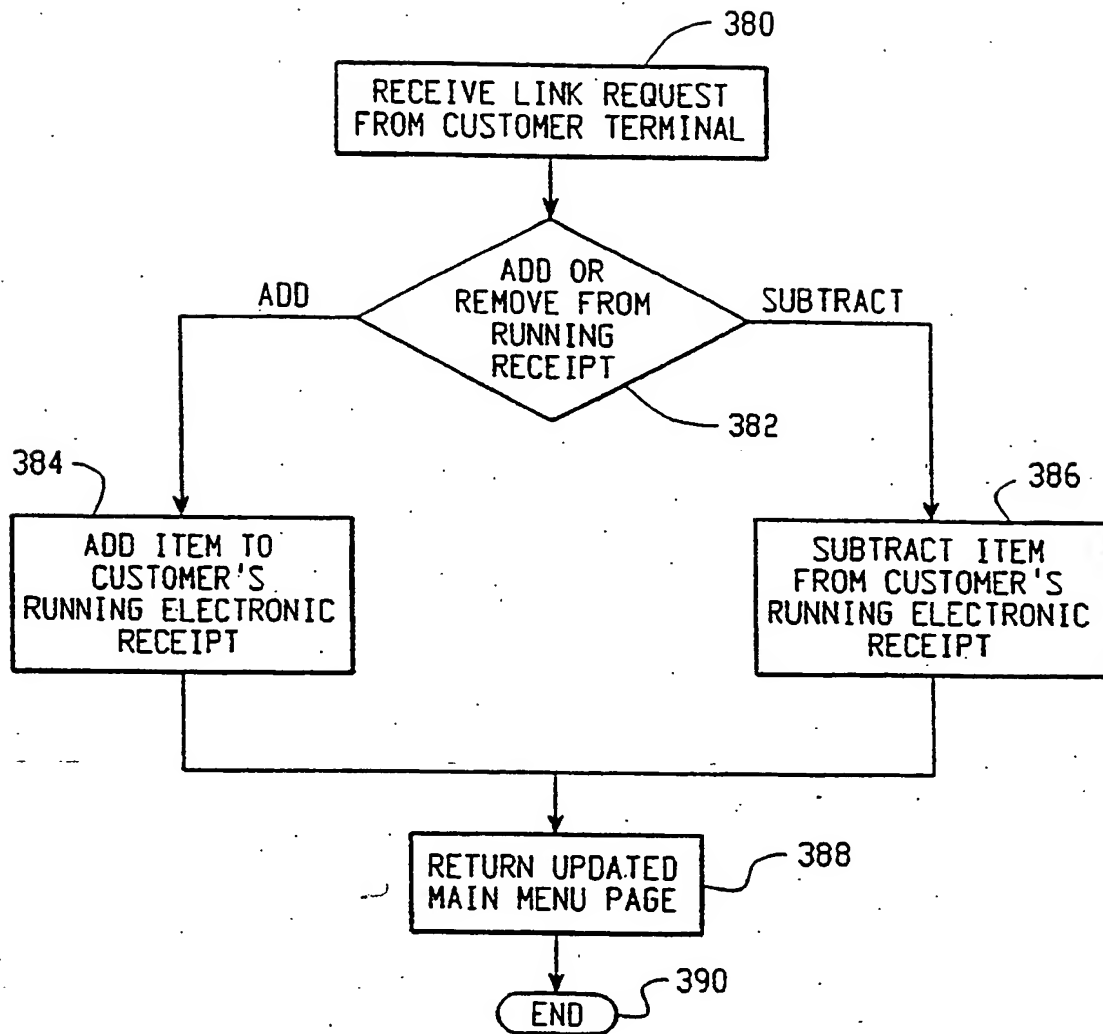 380
RECEIVE LINK REQUEST
FROM CUSTOMER TERMINAL
ADD OR
REMOVE FROM
RUNNING
RECEIPT
ADD
SUBTRACT
382
384
386
ADD ITEM TO
CUSTOMER'S
RUNNING ELECTRONIC
RECEIPT
SUBTRACT ITEM
FROM CUSTOMER'S
RUNNING ELECTRONIC
RECEIPT
RETURN UPDATED
MAIN MENU PAGE
388
END
390